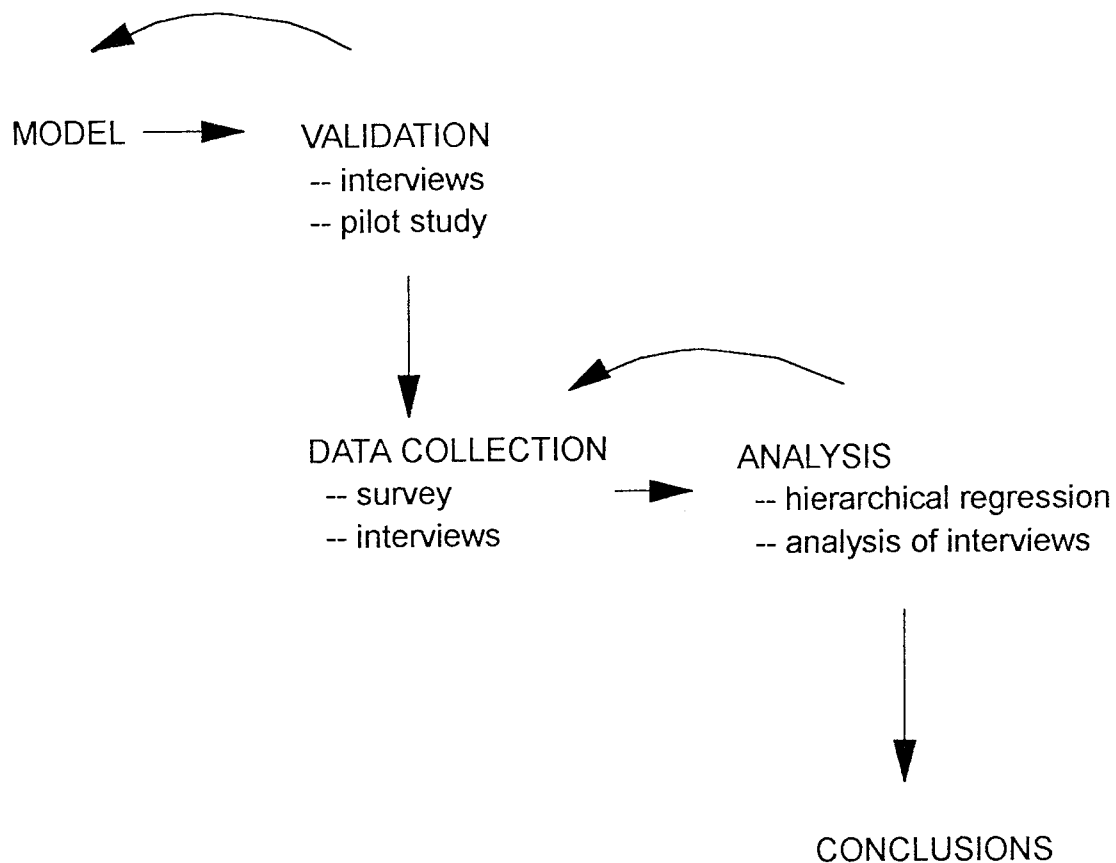 MODEL
VALIDATION
-- interviews
-- pilot study
DATA COLLECTION
-- survey
-- interviews
ANALYSIS
-- hierarchical regression
-- analysis of interviews
CONCLUSIONS